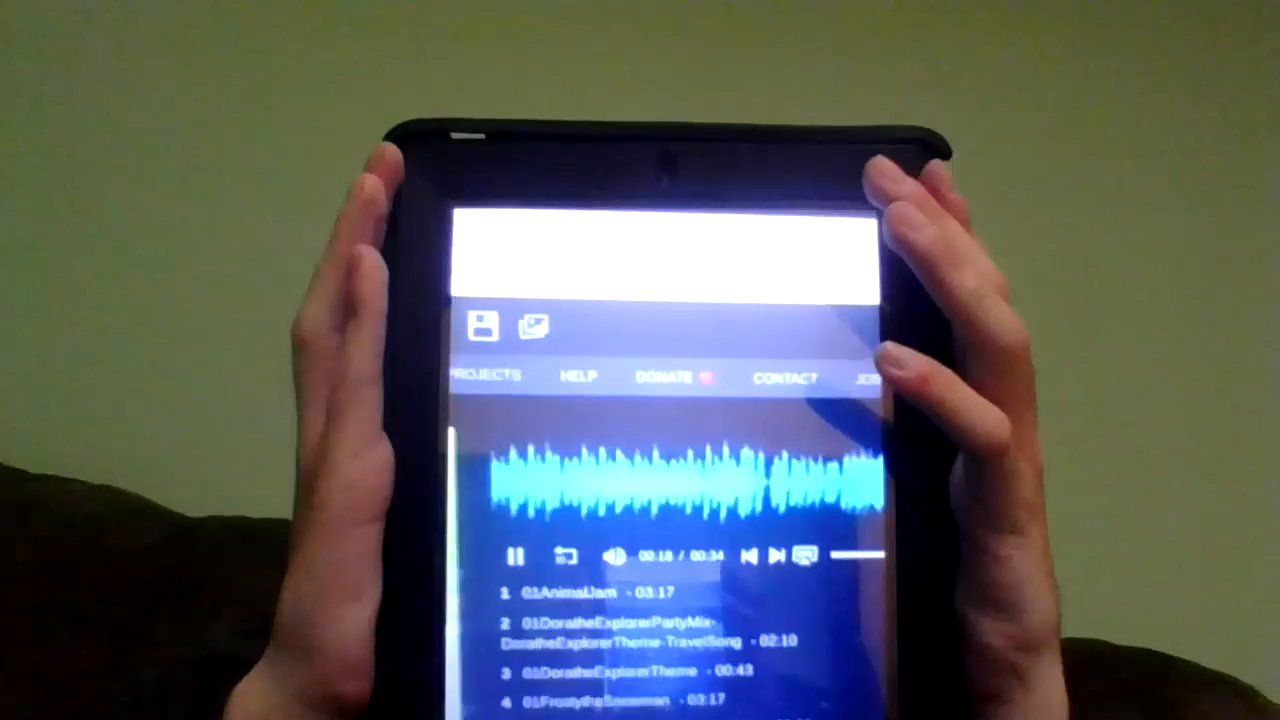 PROJECTS HELP DONATE CONTACT JOB
00:18 / 00:34
1 01AnimalJam - 03:17
2 01DoratheExplorerPartyMix-
DoratheExplorerTheme-TravelSong - 02:10
3 01DoratheExplorerTheme - 00:43
4 01FrostytheSnowman - 03:17